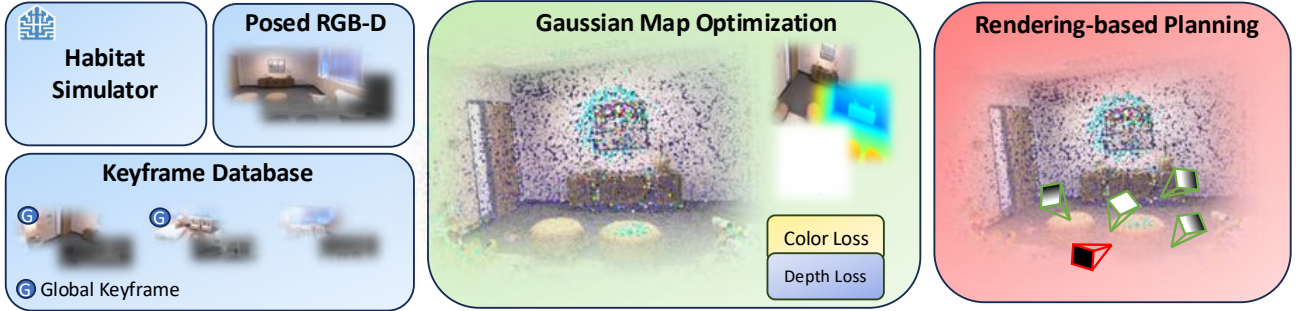 Habitat
Simulator
Posed RGB-D
Keyframe Database
G
G
G Global Keyframe
Gaussian Map Optimization
Color Loss
Depth Loss
Rendering-based Planning